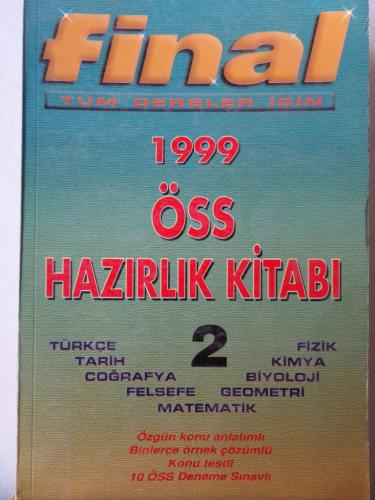 final
TÜM DERSLER İÇİN
1999
ÖSS
HAZIRLIK KİTABI
2
TÜRKÇE FİZİK
TARİH KİMYA
COĞRAFYA BİYOLOJİ
FELSEFE GEOMETRİ
MATEMATİK
Özgün konu anlatımlı
Binlerce örnek çözümlü
Konu testli
10 ÖSS Deneme Sınavlı